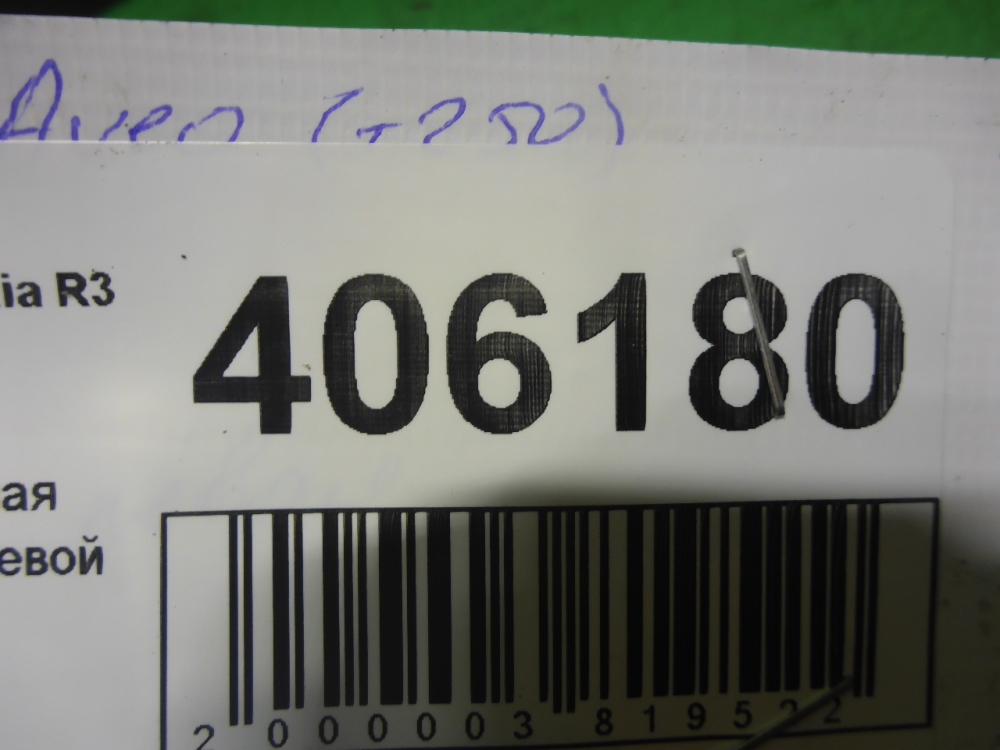 Aveo (T250)
ia R3
406180
ая
евой
2 000003 819522